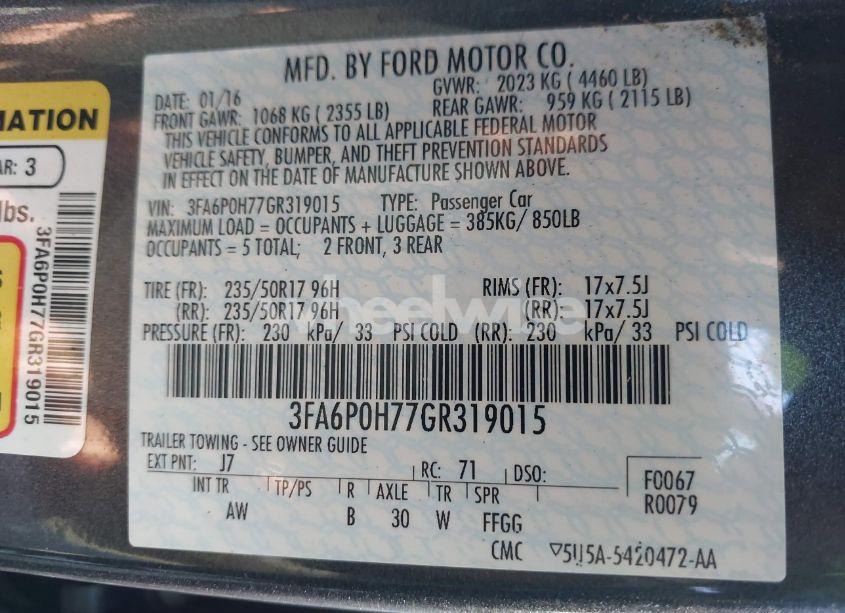 MFD. BY FORD MOTOR CO.
DATE: 01/16 GVWR: 2023 KG ( 4460 LB)
FRONT GAWR: 1068 KG ( 2355 LB) REAR GAWR: 959 KG ( 2115 LB)
THIS VEHICLE CONFORMS TO ALL APPLICABLE FEDERAL MOTOR
VEHICLE SAFETY, BUMPER, AND THEFT PREVENTION STANDARDS
IN EFFECT ON THE DATE OF MANUFACTURE SHOWN ABOVE.
VIN: 3FA6P0H77GR319015 TYPE: Passenger Car
MAXIMUM LOAD = OCCUPANTS + LUGGAGE = 385KG/ 850LB
OCCUPANTS = 5 TOTAL; 2 FRONT, 3 REAR
TIRE (FR): 235/50R17 96H RIMS (FR): 17x7.5J
(RR): 235/50R17 96H (RR): 17x7.5J
wheelwise
PRESSURE (FR): 230 kPa/ 33 PSI COLD (RR): 230 kPa/ 33 PSI COLD
3FA6P0H77GR319015
TRAILER TOWING - SEE OWNER GUIDE
EXT PNT: J7 RC: 71 DSO: F0067
R0079
INT TR TP/PS R AXLE TR SPR
AW B 30 W FFGG
CMC ▽5U5A-5420472-AA
MATION
AR: 3
lbs.
3FA6P0H77GR319015